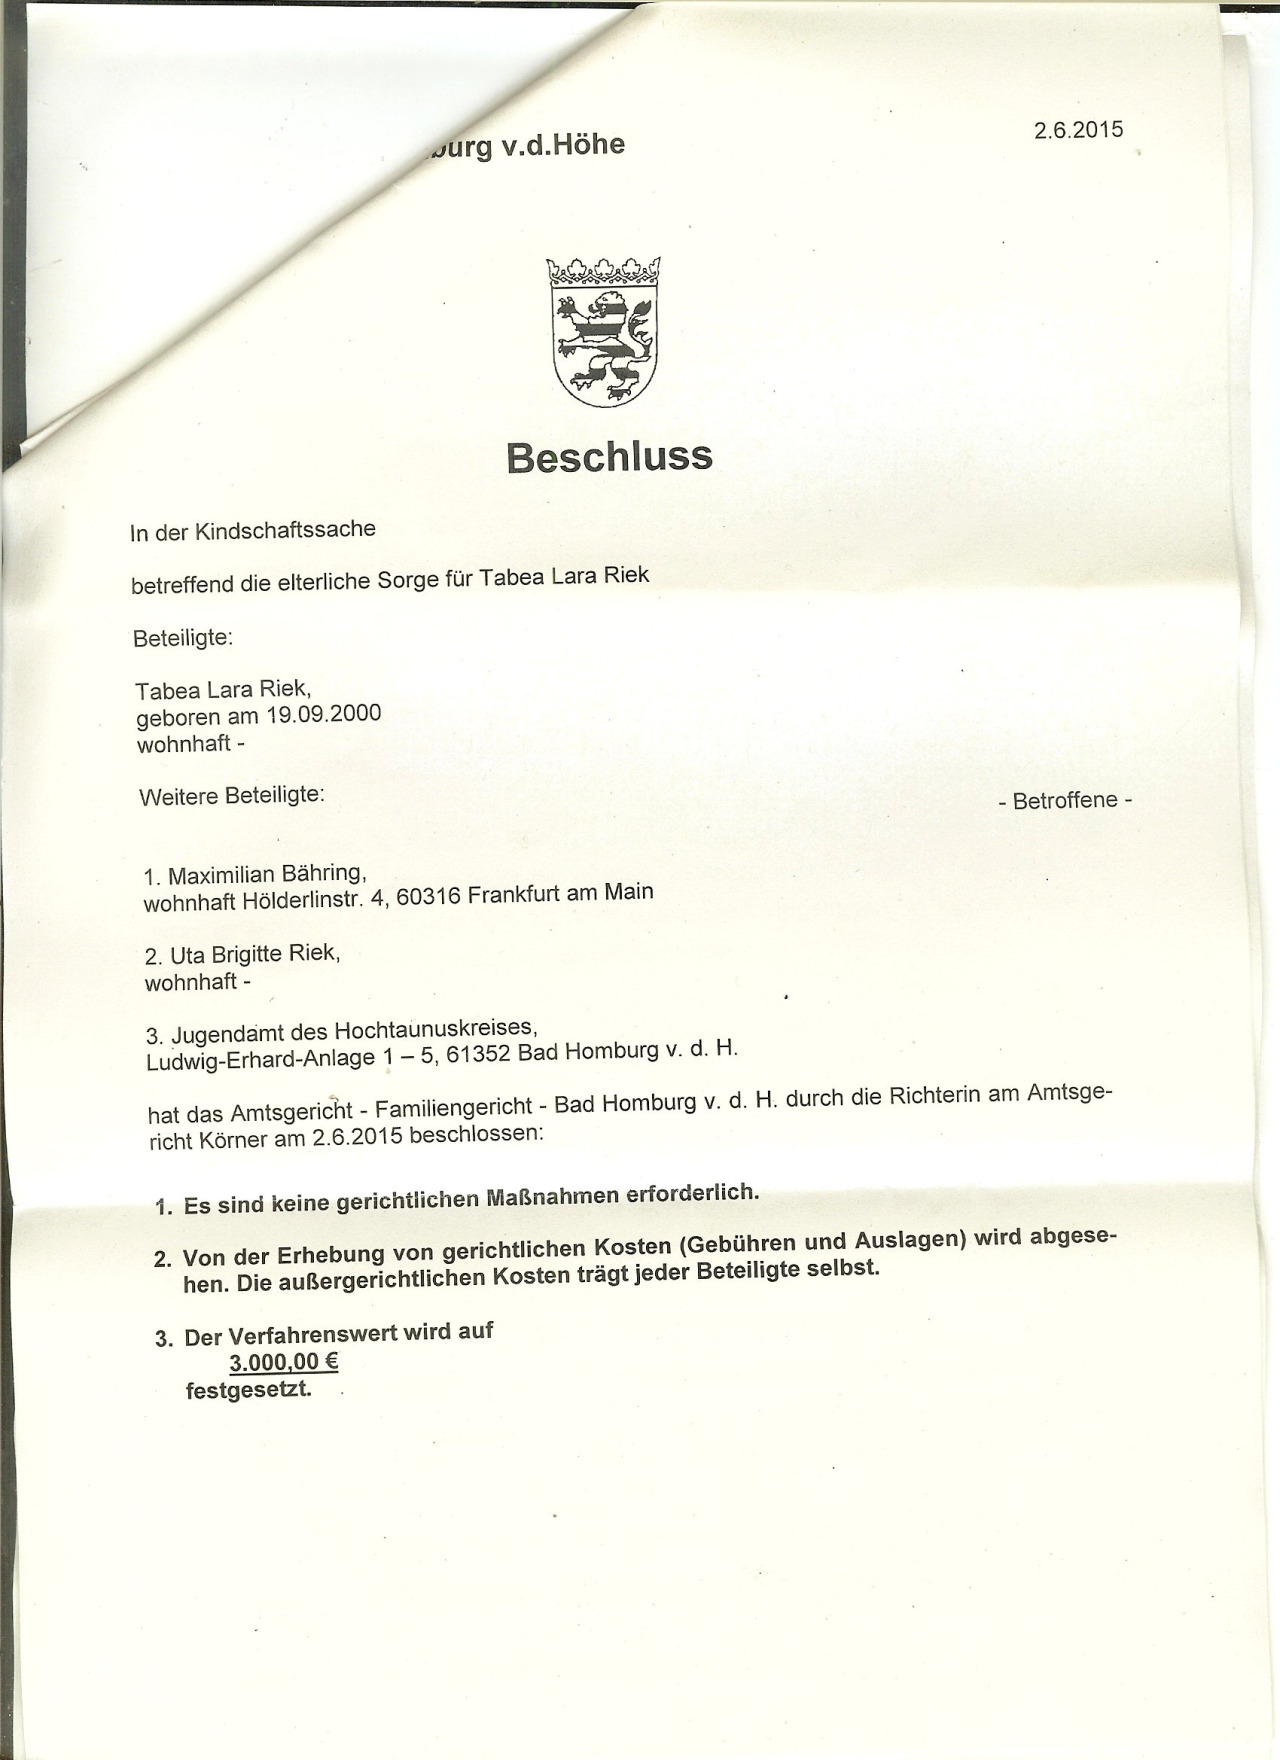 urg v.d.Höhe
2.6.2015
Beschluss
In der Kindschaftssache
betreffend die elterliche Sorge für Tabea Lara Riek
Beteiligte:
Tabea Lara Riek,
geboren am 19.09.2000
wohnhaft -
Weitere Beteiligte:
- Betroffene -
1. Maximilian Bähring,
wohnhaft Hölderlinstr. 4, 60316 Frankfurt am Main
2. Uta Brigitte Riek,
wohnhaft -
3. Jugendamt des Hochtaunuskreises,
Ludwig-Erhard-Anlage 1 – 5, 61352 Bad Homburg v. d. H.
hat das Amtsgericht - Familiengericht - Bad Homburg v. d. H. durch die Richterin am Amtsge-
richt Körner am 2.6.2015 beschlossen:
1. Es sind keine gerichtlichen Maßnahmen erforderlich.
2. Von der Erhebung von gerichtlichen Kosten (Gebühren und Auslagen) wird abgese-
hen. Die außergerichtlichen Kosten trägt jeder Beteiligte selbst.
3. Der Verfahrenswert wird auf
3.000,00 €
festgesetzt.